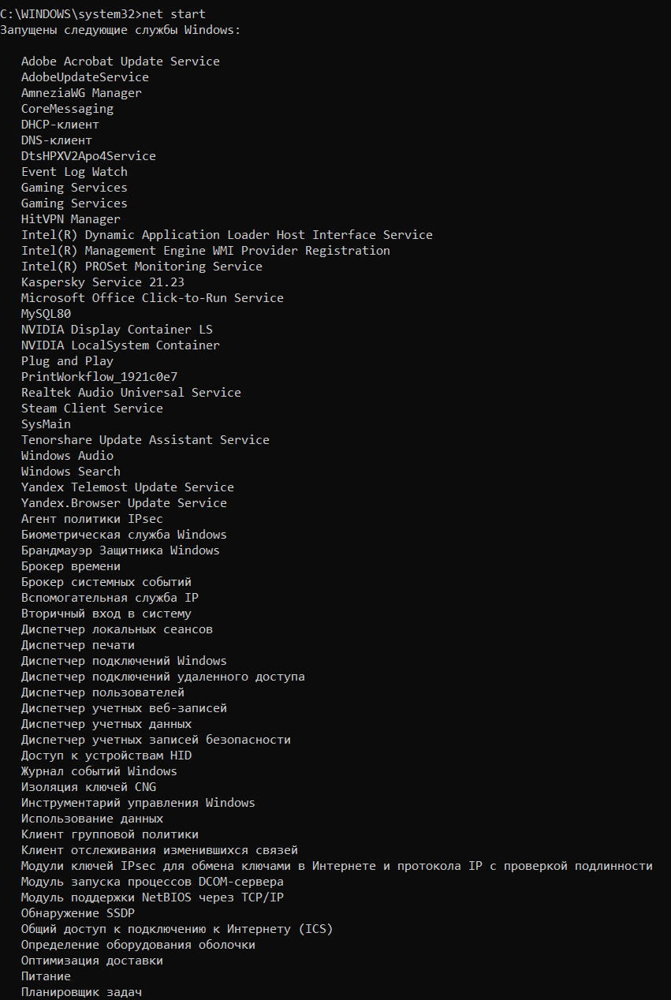 C:\WINDOWS\system32>net start
Запущены следующие службы Windows:
Adobe Acrobat Update Service
AdobeUpdateService
AmneziaWG Manager
CoreMessaging
DHCP-клиент
DNS-клиент
DtsHPXV2Apo4Service
Event Log Watch
Gaming Services
Gaming Services
HitVPN Manager
Intel(R) Dynamic Application Loader Host Interface Service
Intel(R) Management Engine WMI Provider Registration
Intel(R) PROSet Monitoring Service
Kaspersky Service 21.23
Microsoft Office Click-to-Run Service
MySQL80
NVIDIA Display Container LS
NVIDIA LocalSystem Container
Plug and Play
PrintWorkflow_1921c0e7
Realtek Audio Universal Service
Steam Client Service
SysMain
Tenorshare Update Assistant Service
Windows Audio
Windows Search
Yandex Telemost Update Service
Yandex.Browser Update Service
Агент политики IPsec
Биометрическая служба Windows
Брандмауэр Защитника Windows
Брокер времени
Брокер системных событий
Вспомогательная служба IP
Вторичный вход в систему
Диспетчер локальных сеансов
Диспетчер печати
Диспетчер подключений Windows
Диспетчер подключений удаленного доступа
Диспетчер пользователей
Диспетчер учетных веб-записей
Диспетчер учетных данных
Диспетчер учетных записей безопасности
Доступ к устройствам HID
Журнал событий Windows
Изоляция ключей CNG
Инструментарий управления Windows
Использование данных
Клиент групповой политики
Клиент отслеживания изменившихся связей
Модули ключей IPsec для обмена ключами в Интернете и протокола IP с проверкой подлинности
Модуль запуска процессов DCOM-сервера
Модуль поддержки NetBIOS через TCP/IP
Обнаружение SSDP
Общий доступ к подключению к Интернету (ICS)
Определение оборудования оболочки
Оптимизация доставки
Питание
Планировщик задач